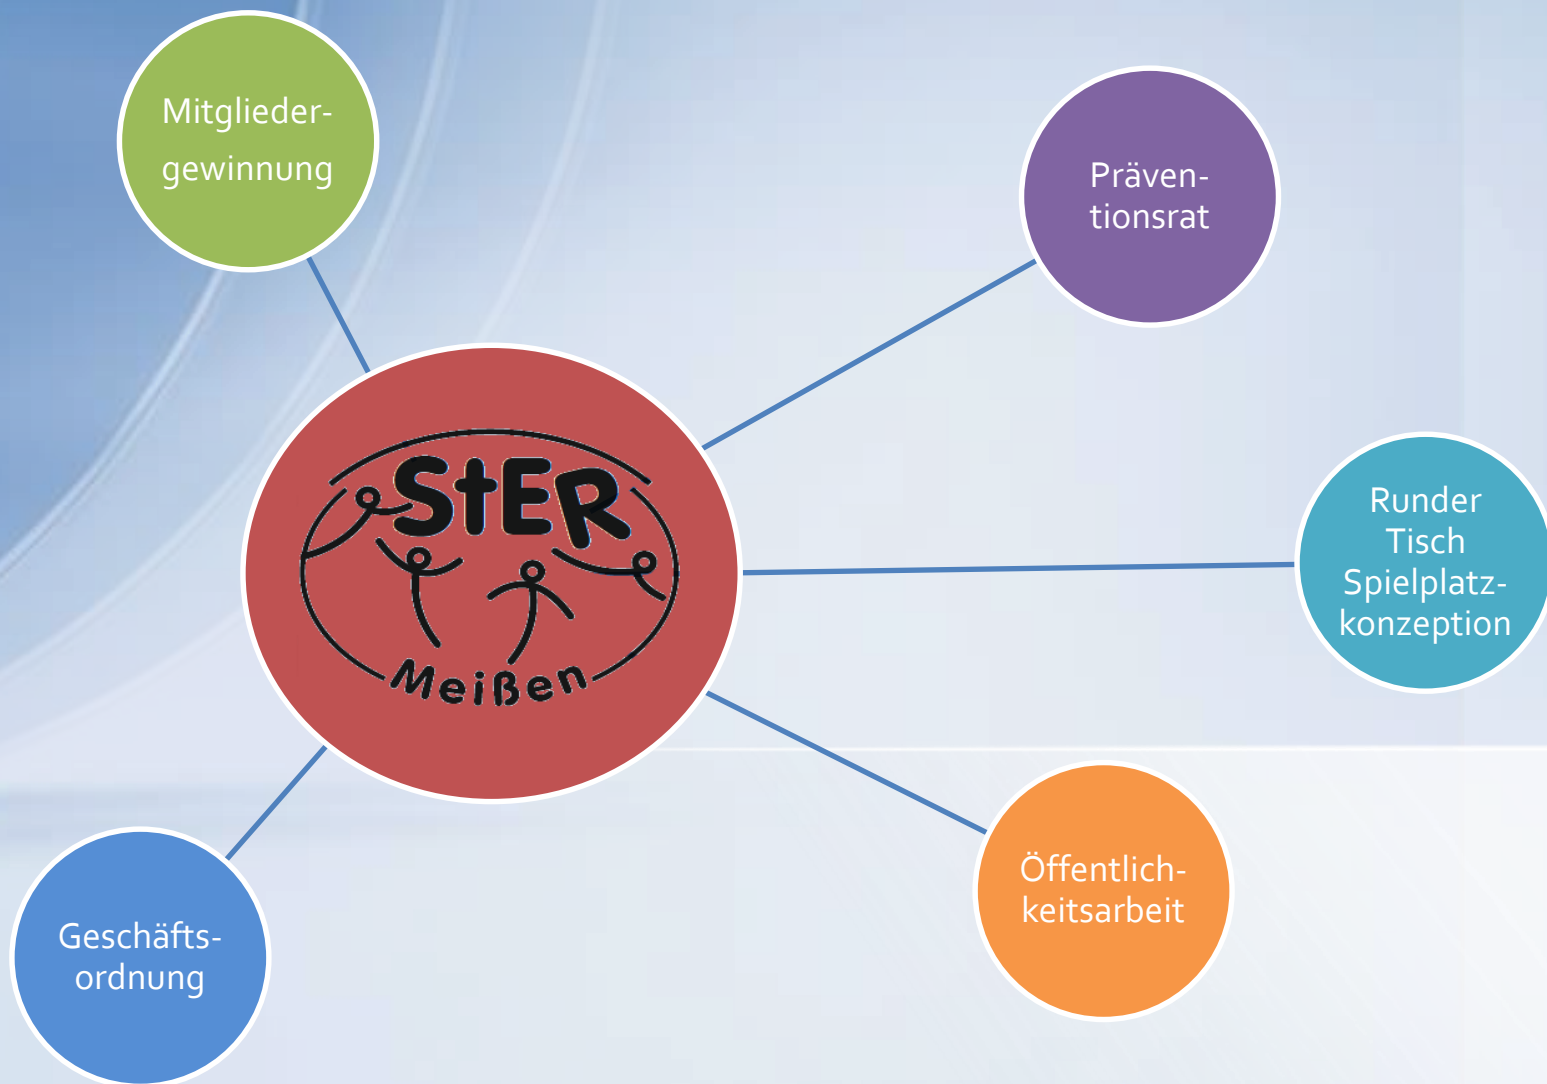 Mitglieder-
gewinnung
Präven-
tionsrat
StER
Meißen
Runder
Tisch
Spielplatz-
konzeption
Öffentlich-
keitsarbeit
Geschäfts-
ordnung